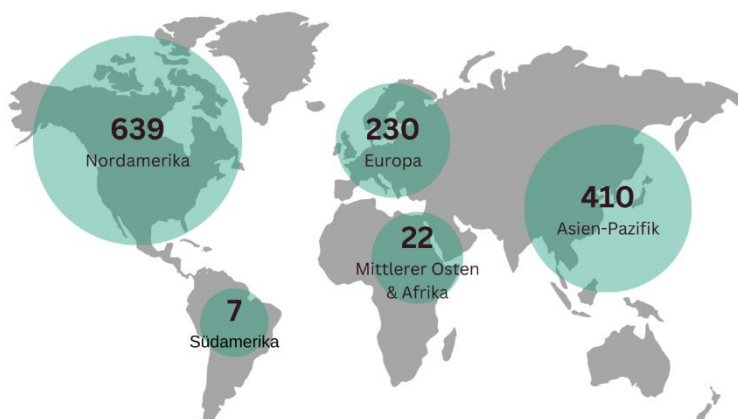 639
Nordamerika
230
Europa
410
Asien-Pazifik
22
Mittlerer Osten
& Afrika
7
Südamerika